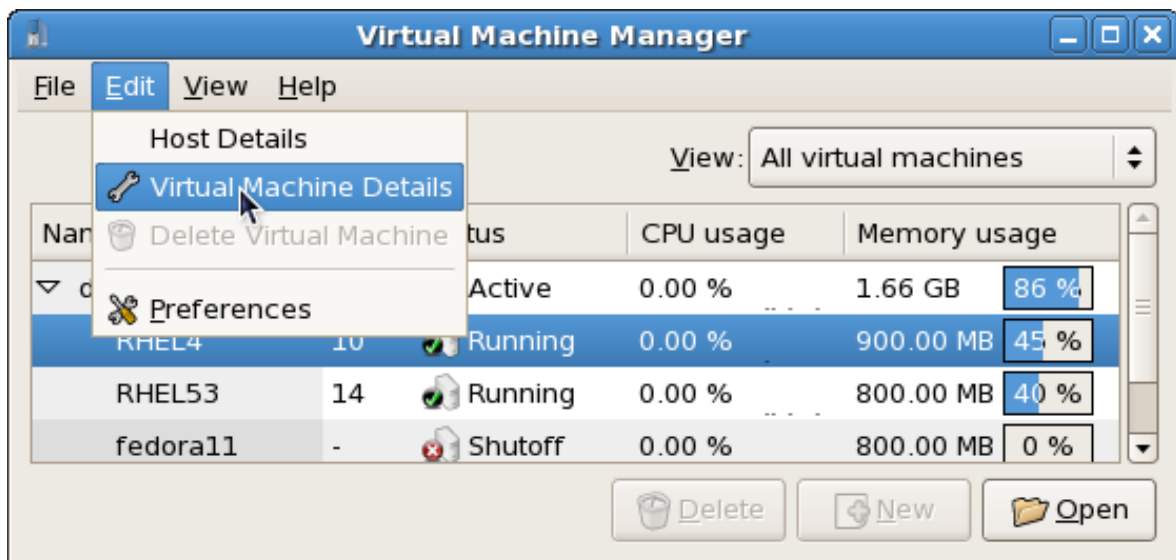 Virtual Machine Manager
File Edit View Help
Host Details
View: All virtual machines
Virtual Machine Details
Delete Virtual Machine
CPU usage Memory usage
Preferences
Active 0.00 % 1.66 GB 86 %
RHEL4 10 Running 0.00 % 900.00 MB 45 %
RHEL53 14 Running 0.00 % 800.00 MB 40 %
fedora11 - Shutoff 0.00 % 800.00 MB 0 %
Delete New Open